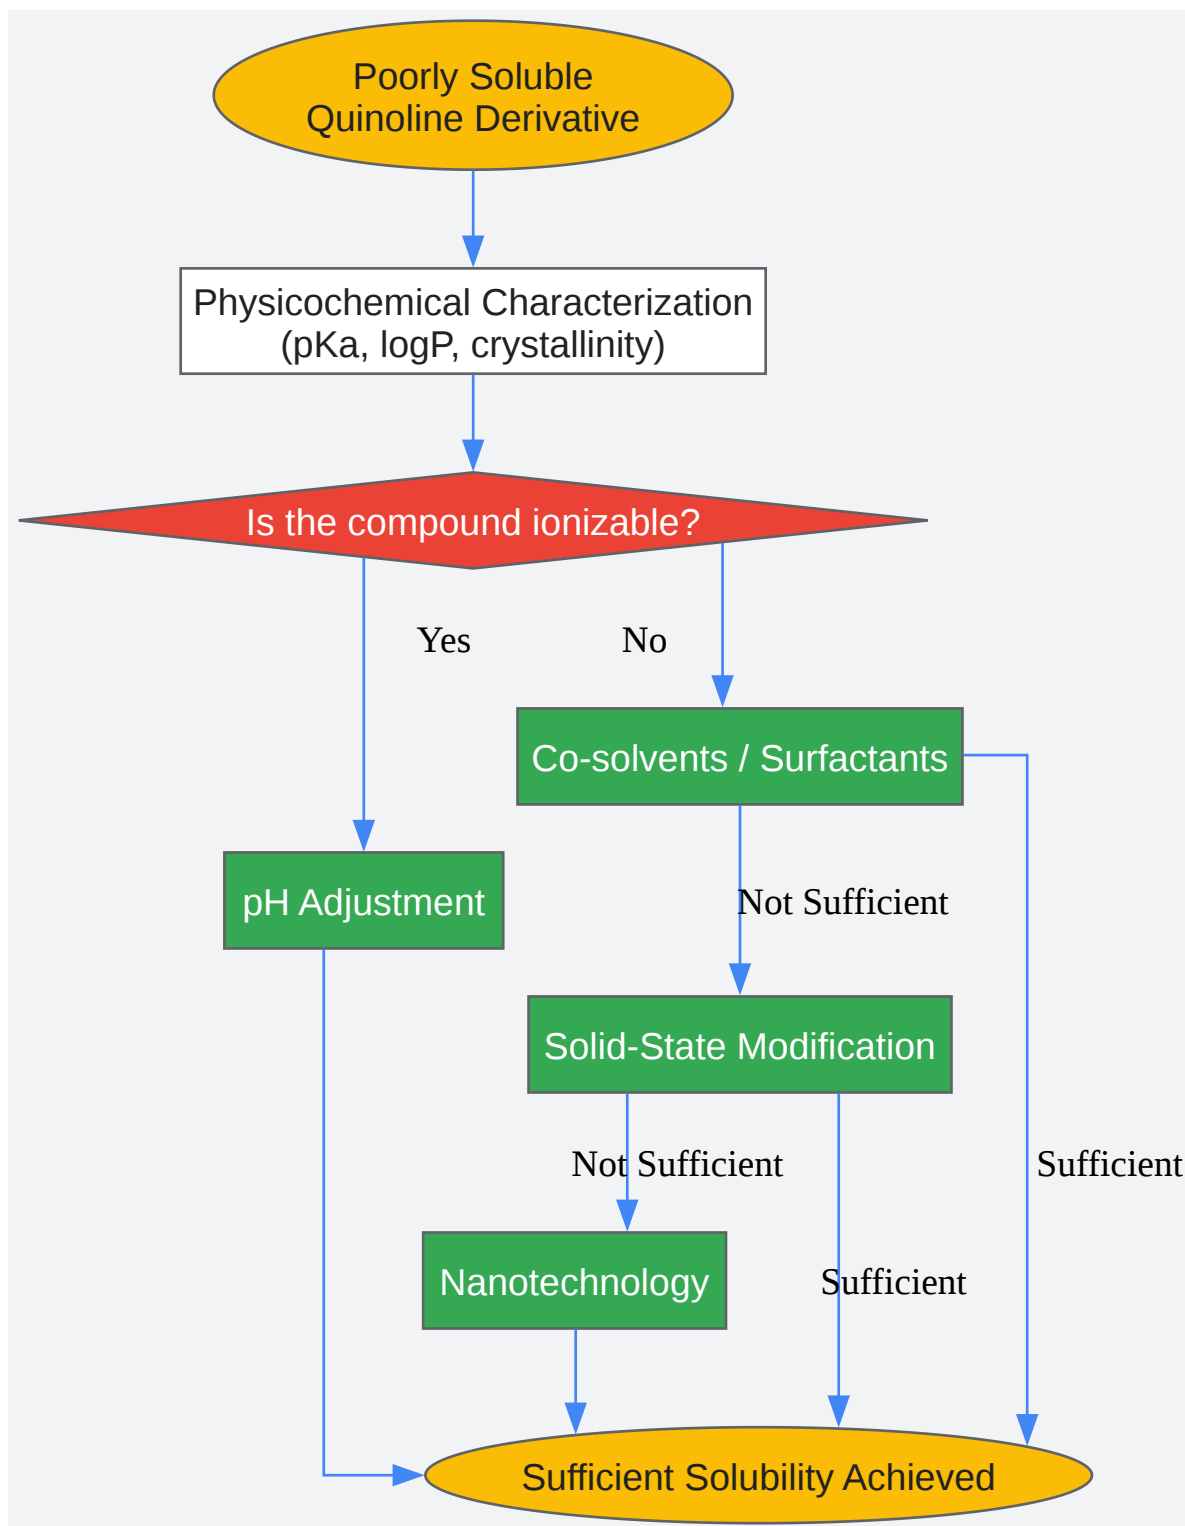 Poorly Soluble
Quinoline Derivative
Physicochemical Characterization
(pKa, logP, crystallinity)
Is the compound ionizable?
Yes
No
Co-solvents / Surfactants
pH Adjustment
Not Sufficient
Solid-State Modification
Not Sufficient
Sufficient
Nanotechnology
Sufficient
Sufficient Solubility Achieved